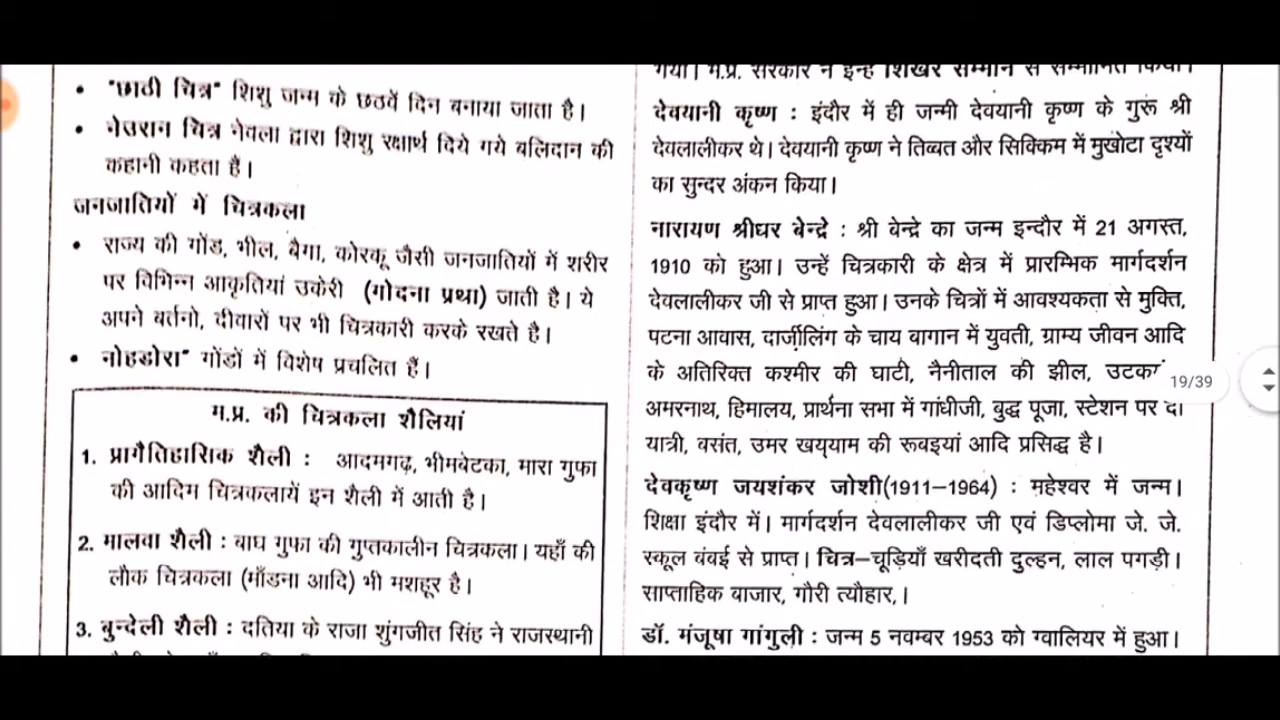 • "छाठी चित्र" शिशु जन्म के छठवें दिन बनाया जाता है।
• नेउरान चित्र नेवला द्वारा शिशु रक्षार्थ दिये गये बलिदान की
कहानी कहता है।
जनजातियों में चित्रकला
• राज्य की गोंड, भील, बैगा, कोरकू जैसी जनजातियों में शरीर
पर विभिन्न आकृतियां उकेरी (गोदना प्रथा) जाती है। ये
अपने बर्तनो, दीवारों पर भी चित्रकारी करके रखते है।
• नोहडोरा" गोंडों में विशेष प्रचलित हैं।
म.प्र. की चित्रकला शैलियां
1. प्रागैतिहासिक शैली : आदमगढ़, भीमबेटका, मारा गुफा
की आदिम चित्रकलायें इन शैली में आती है।
2. मालवा शैली : बाघ गुफा की गुप्तकालीन चित्रकला। यहाँ की
लौक चित्रकला (माँडना आदि) भी मशहूर है।
3. बुन्देली शैली : दतिया के राजा शुंगजीत सिंह ने राजस्थानी
गया। म.प्र. सरकार ने इन्हें शिखर सम्मान से सम्मानित किया।
देवयानी कृष्ण : इंदौर में ही जन्मी देवयानी कृष्ण के गुरू श्री
देवलालीकर थे। देवयानी कृष्ण ने तिब्बत और सिक्किम में मुखोटा दृश्यों
का सुन्दर अंकन किया।
नारायण श्रीधर बेन्द्रे : श्री बेन्द्रे का जन्म इन्दौर में 21 अगस्त,
1910 को हुआ। उन्हें चित्रकारी के क्षेत्र में प्रारम्भिक मार्गदर्शन
देवलालीकर जी से प्राप्त हुआ। उनके चित्रों में आवश्यकता से मुक्ति,
पटना आवास, दार्जीलिंग के चाय बागान में युवती, ग्राम्य जीवन आदि
के अतिरिक्त कश्मीर की घाटी, नैनीताल की झील,
अमरनाथ, हिमालय, प्रार्थना सभा में गांधीजी, बुद्ध पूजा, स्टेशन पर दो
यात्री, वसंत, उमर खय्याम की रूबइयां आदि प्रसिद्ध है।
देवकृष्ण जयशंकर जोशी(1911–1964) : महेश्वर में जन्म।
शिक्षा इंदौर में। मार्गदर्शन देवलालीकर जी एवं डिप्लोमा जे. जे.
स्कूल बंबई से प्राप्त। चित्र–चूड़ियाँ खरीदती दुल्हन, लाल पगड़ी।
साप्ताहिक बाजार, गौरी त्यौहार,।
डॉ. मंजूषा गांगुली : जन्म 5 नवम्बर 1953 को ग्वालियर में हुआ।
19/39